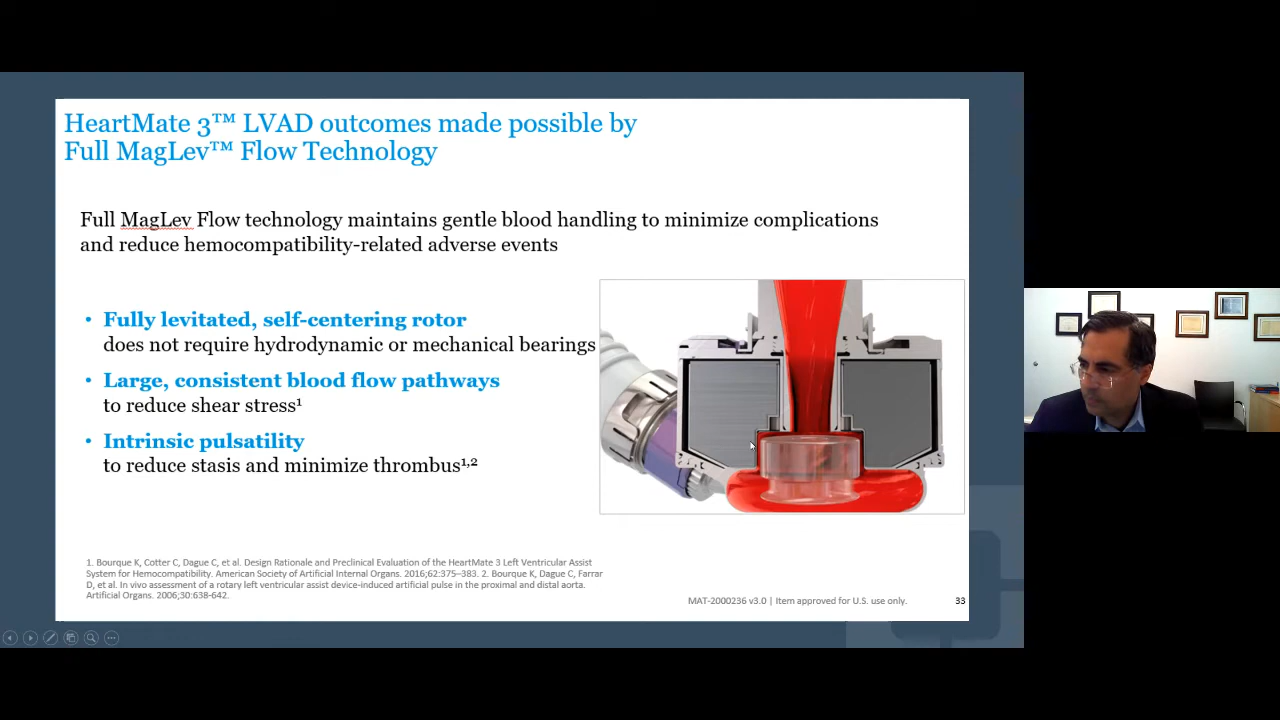 HeartMate 3™ LVAD outcomes made possible by
Full MagLev™ Flow Technology
Full MagLev Flow technology maintains gentle blood handling to minimize complications
and reduce hemocompatibility-related adverse events
• Fully levitated, self-centering rotor
does not require hydrodynamic or mechanical bearings
• Large, consistent blood flow pathways
to reduce shear stress¹
• Intrinsic pulsatility
to reduce stasis and minimize thrombus¹,²
1. Bourque K, Cotter C, Dague C, et al. Design Rationale and Preclinical Evaluation of the HeartMate 3 Left Ventricular Assist
System for Hemocompatibility. American Society of Artificial Internal Organs. 2016;62:375–383. 2. Bourque K, Dague C, Farrar
D, et al. In vivo assessment of a rotary left ventricular assist device-induced artificial pulse in the proximal and distal aorta.
Artificial Organs. 2006;30:638-642.
MAT-2000236 v3.0 | Item approved for U.S. use only.
33